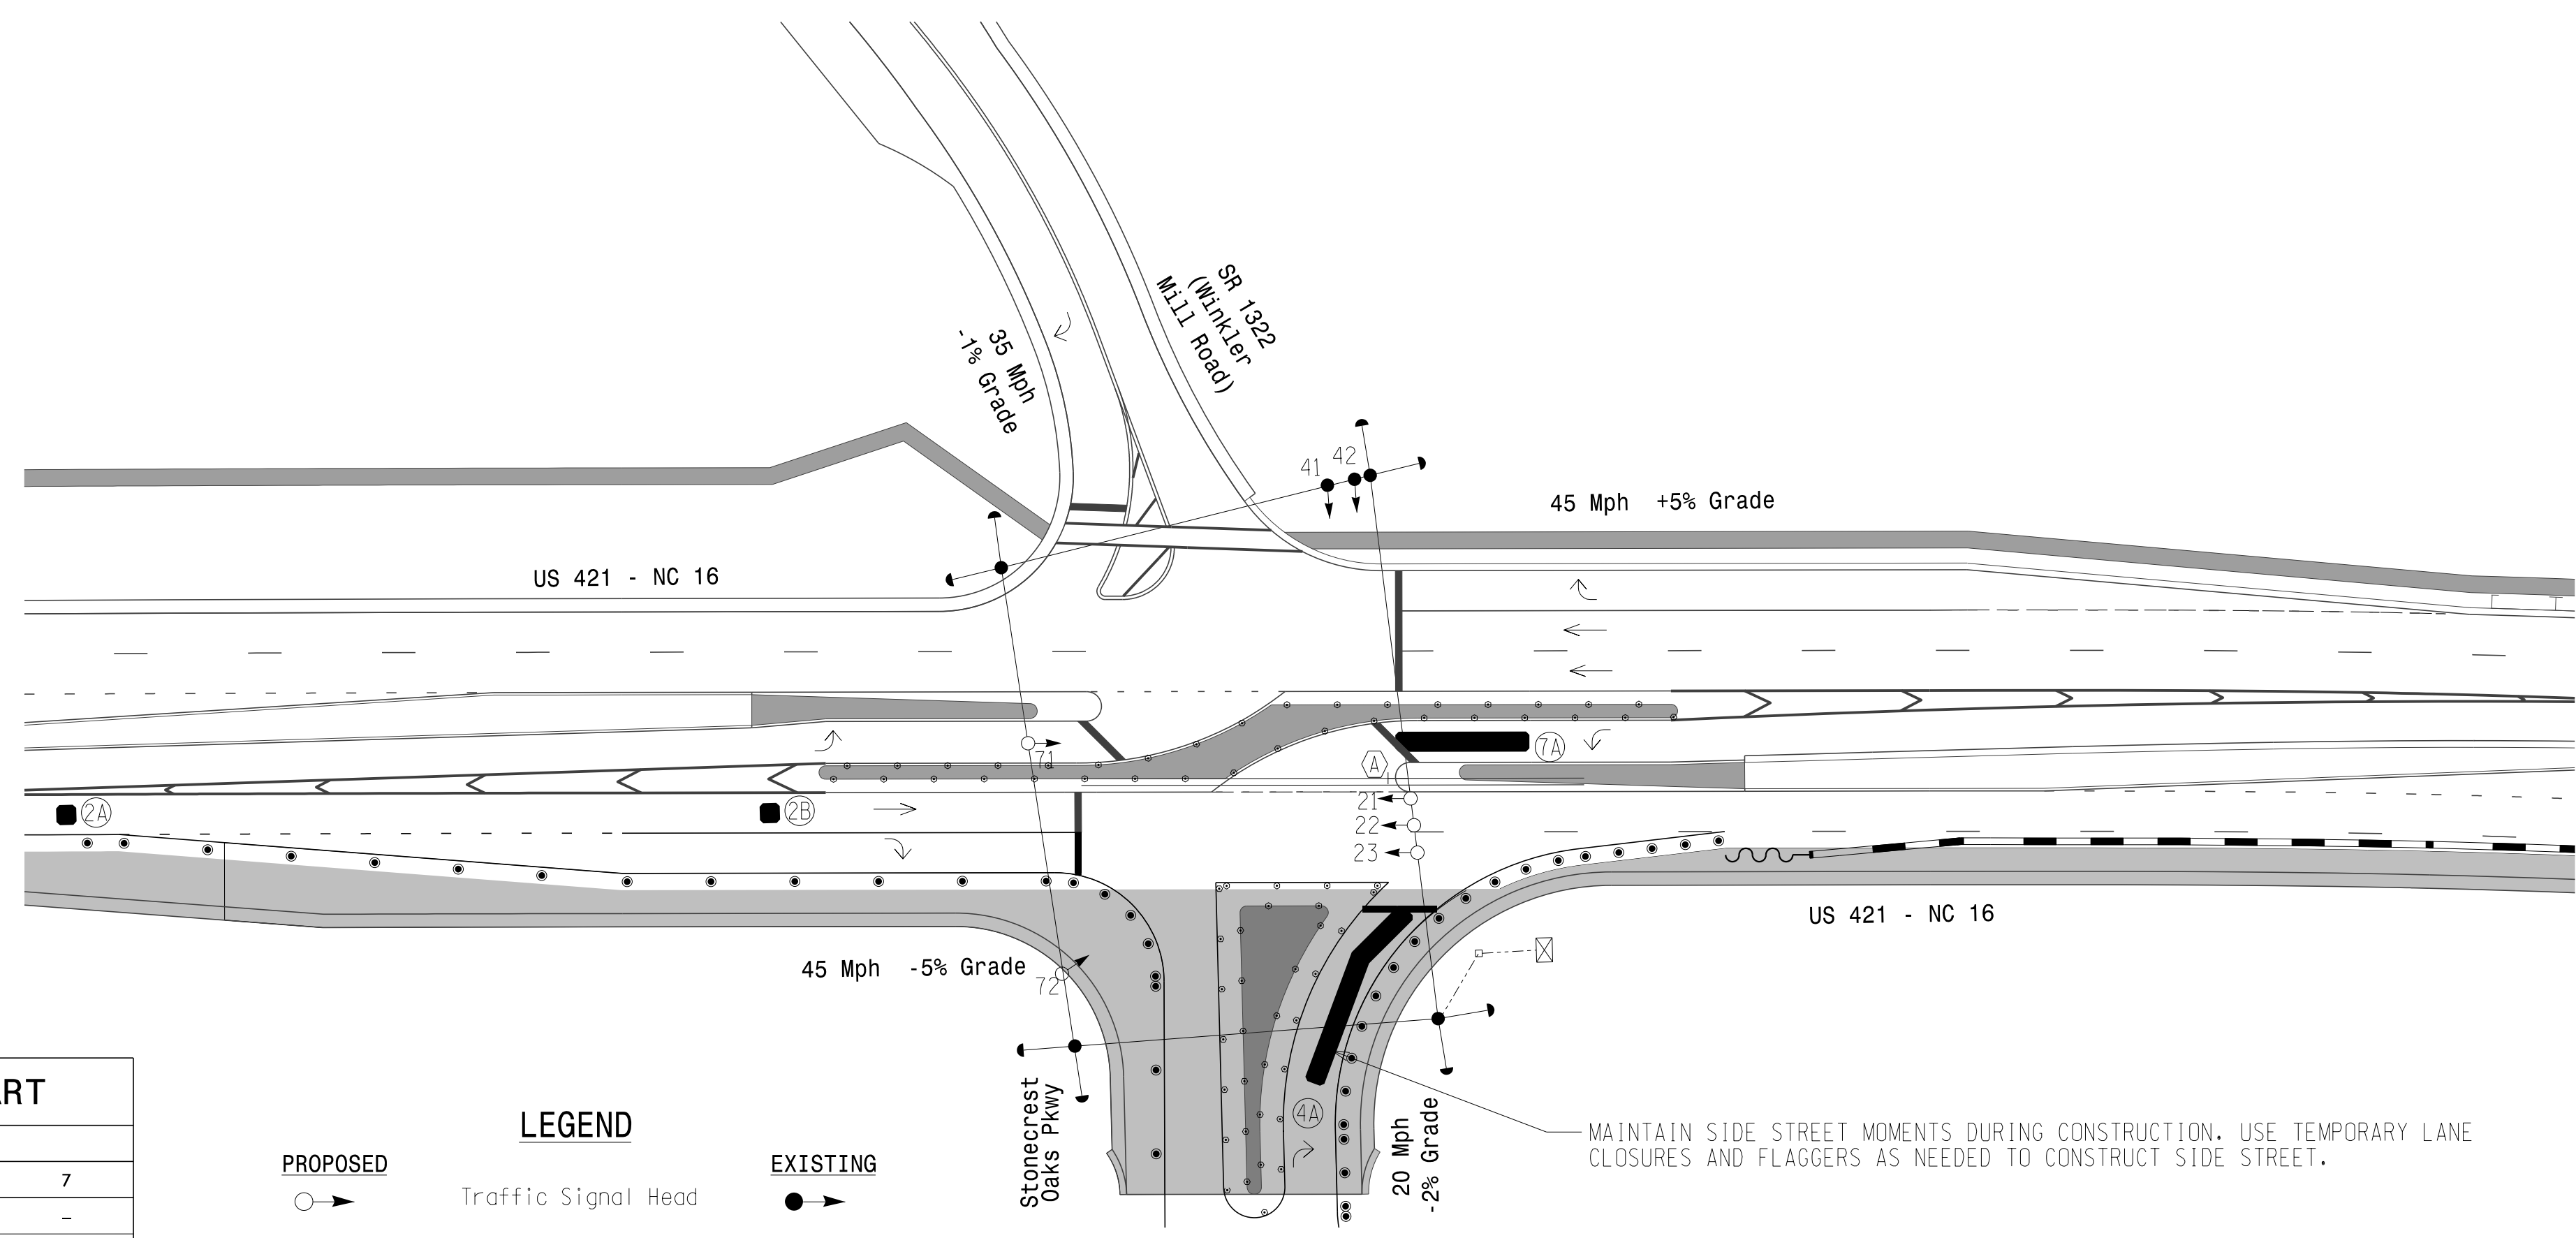 SR 1322
(Winkler
Mill Road)
35 Mph
-1% Grade
41
42
45 Mph +5% Grade
US 421 - NC 16
71
7A
A
2A
2B
21
22
23
US 421 - NC 16
45 Mph -5% Grade
72
Stonecrest
Oaks Pkwy
4A
20 Mph
-2% Grade
MAINTAIN SIDE STREET MOMENTS DURING CONSTRUCTION. USE TEMPORARY LANE
CLOSURES AND FLAGGERS AS NEEDED TO CONSTRUCT SIDE STREET.
RT
7
-
LEGEND
PROPOSED
EXISTING
Traffic Signal Head